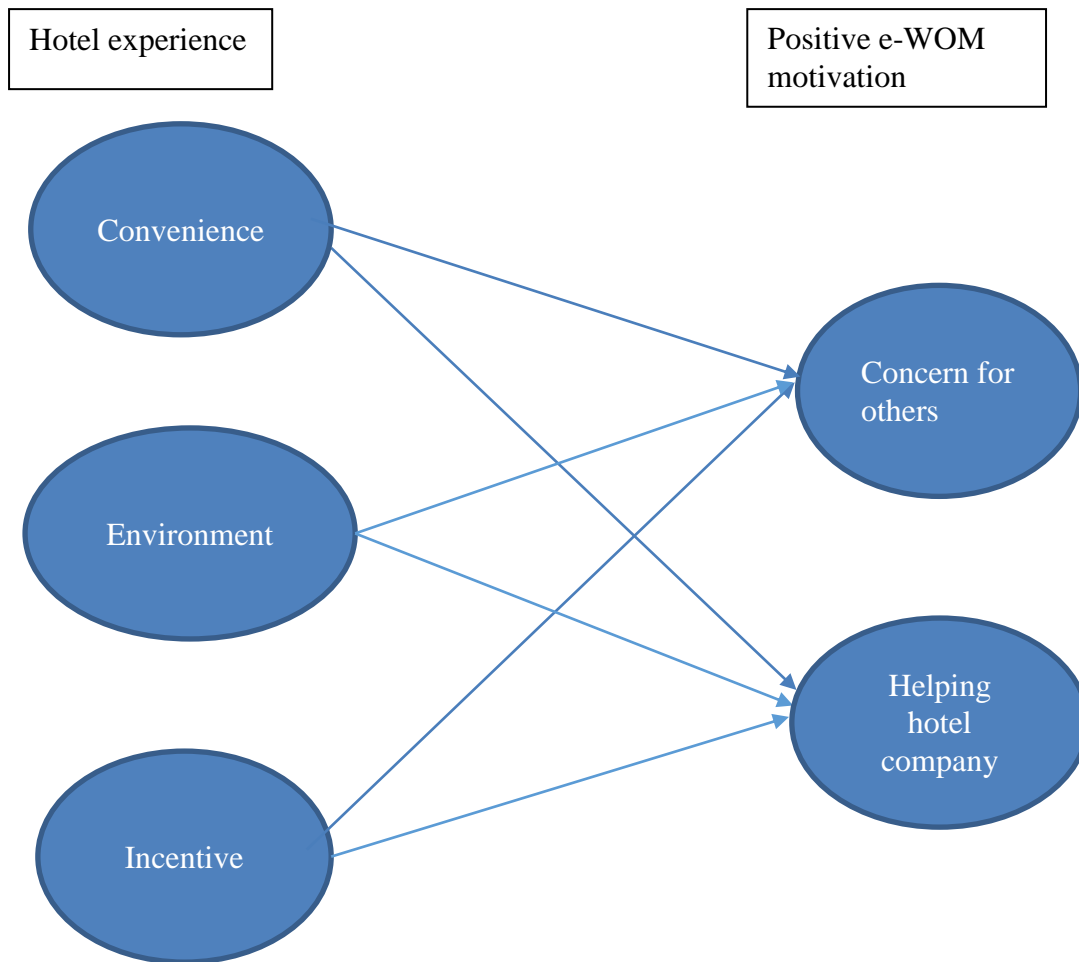 Hotel experience
Positive e-WOM
motivation
Convenience
Concern for
others
Environment
Helping
hotel
company
Incentive